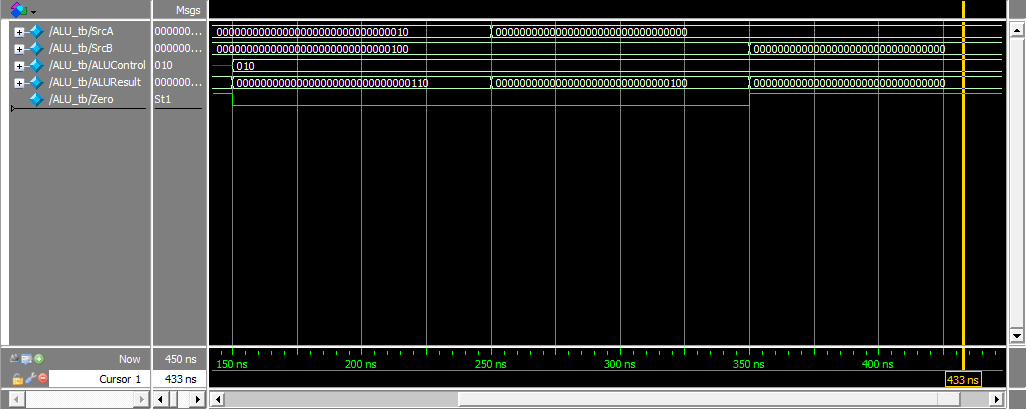 Msgs
/ALU_tb/SrcA 000000... 00000000000000000000000000000010 00000000000000000000000000000000
/ALU_tb/SrcB 000000... 00000000000000000000000000000100 00000000000000000000000000000000
/ALU_tb/ALUControl 010 010
/ALU_tb/ALUResult 000000... 00000000000000000000000000000110 00000000000000000000000000000100 00000000000000000000000000000000
/ALU_tb/Zero St1
Now 450 ns 150 ns 200 ns 250 ns 300 ns 350 ns 400 ns
Cursor 1 433 ns 433 ns